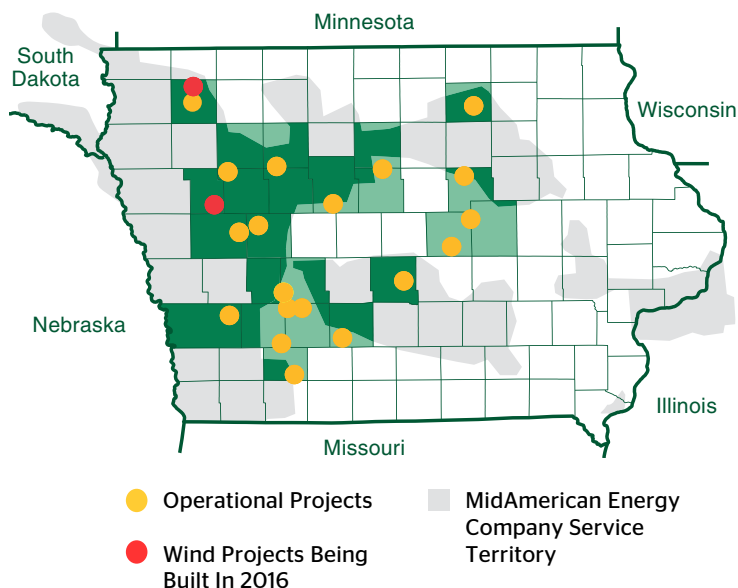 Minnesota
South
Dakota
Wisconsin
Nebraska
Illinois
Missouri
Operational Projects
Wind Projects Being
Built In 2016
MidAmerican Energy
Company Service
Territory